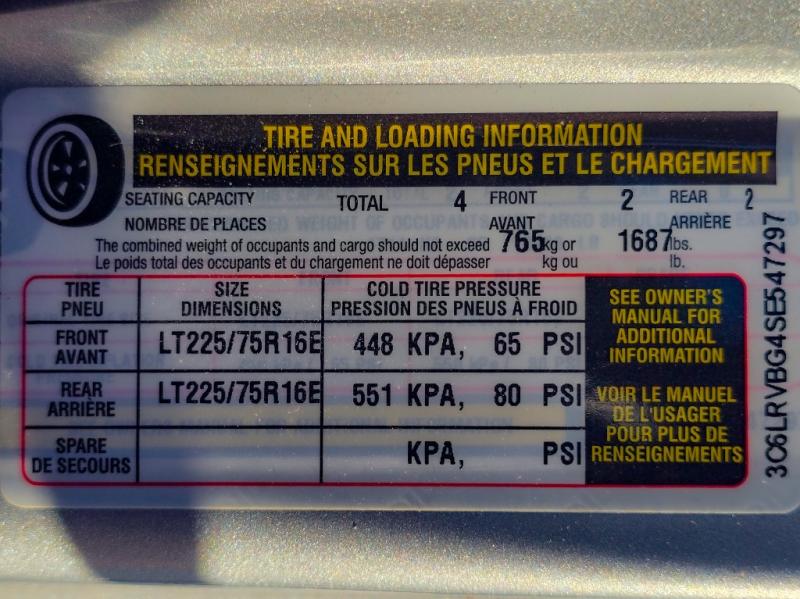 TIRE AND LOADING INFORMATION
RENSEIGNEMENTS SUR LES PNEUS ET LE CHARGEMENT
SEATING CAPACITY TOTAL 4 FRONT 2 REAR 2
NOMBRE DE PLACES AVANT ARRIÈRE
The combined weight of occupants and cargo should not exceed 765 kg or 1687 lbs.
Le poids total des occupants et du chargement ne doit dépasser kg ou lb.
TIRE SIZE COLD TIRE PRESSURE
PNEU DIMENSIONS PRESSION DES PNEUS À FROID
FRONT
AVANT LT225/75R16E 448 KPA, 65 PSI
REAR
ARRIÈRE LT225/75R16E 551 KPA, 80 PSI
SPARE
DE SECOURS KPA, PSI
SEE OWNER'S
MANUAL FOR
ADDITIONAL
INFORMATION
VOIR LE MANUEL
DE L'USAGER
POUR PLUS DE
RENSEIGNEMENTS
3C6LRVBG4SE547297